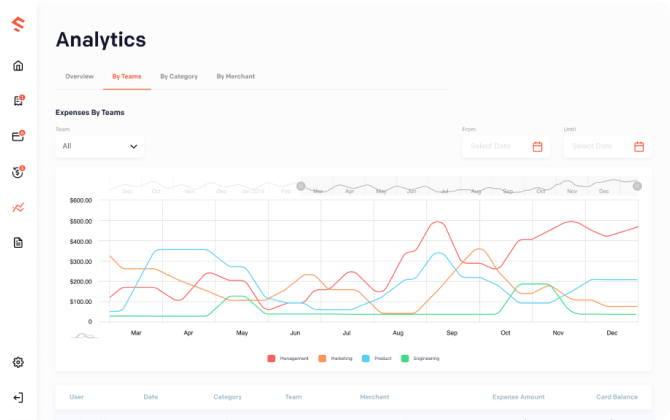 Analytics
Overview By Teams By Category By Merchant
Expenses By Teams
Team From Until
All Select Date Select Date
Sep Oct Nov Dec Jan 2019 Feb Mar Apr May Jun Jul Aug Sep Oct Nov Dec
$600.00
$500.00
$400.00
$300.00
$200.00
$100.00
0
Mar Apr May Jun Jul Aug Sep Oct Nov Dec
Management Marketing Product Engineering
User Date Category Team Merchant Expense Amount Card Balance